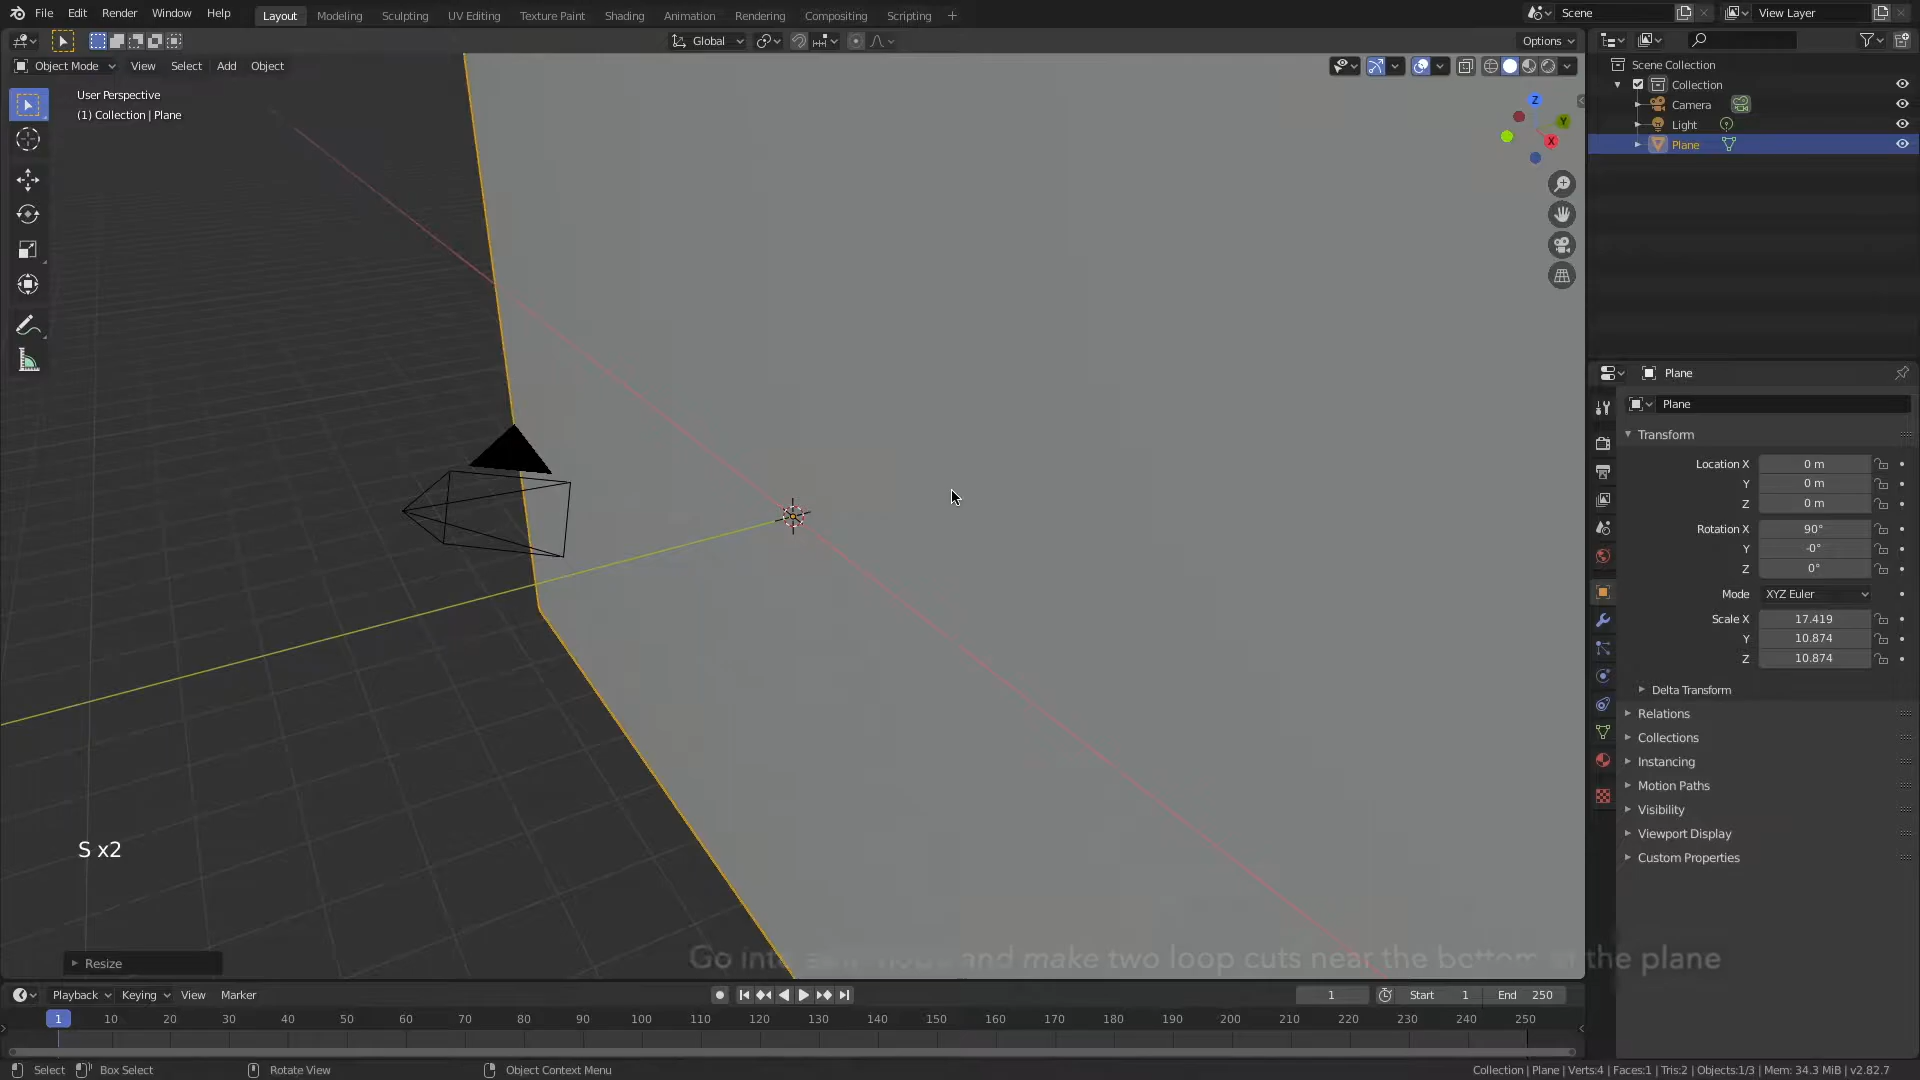 File Edit Render Window Help Layout Modeling Sculpting UV Editing Texture Paint Shading Animation Rendering Compositing Scripting + Scene View Layer
Global Options
Object Mode View Select Add Object
User Perspective
(1) Collection | Plane
Z
Y
X
Scene Collection
Collection
Camera
Light
Plane
Plane
Plane
Transform
Location X 0 m
Y 0 m
Z 0 m
Rotation X 90°
Y -0°
Z 0°
Mode XYZ Euler
Scale X 17.419
Y 10.874
Z 10.874
Delta Transform
Relations
Collections
Instancing
Motion Paths
Visibility
Viewport Display
Custom Properties
S x2
Resize
Go and make two loop cuts near the the plane
Playback Keying View Marker 1 Start 1 End 250
1 10 20 30 40 50 60 70 80 90 100 110 120 130 140 150 160 170 180 190 200 210 220 230 240 250
Select Box Select Rotate View Object Context Menu Collection | Plane | Verts:4 | Faces:1 | Tris:2 | Objects:1/3 | Mem: 34.3 MiB | v2.82.7